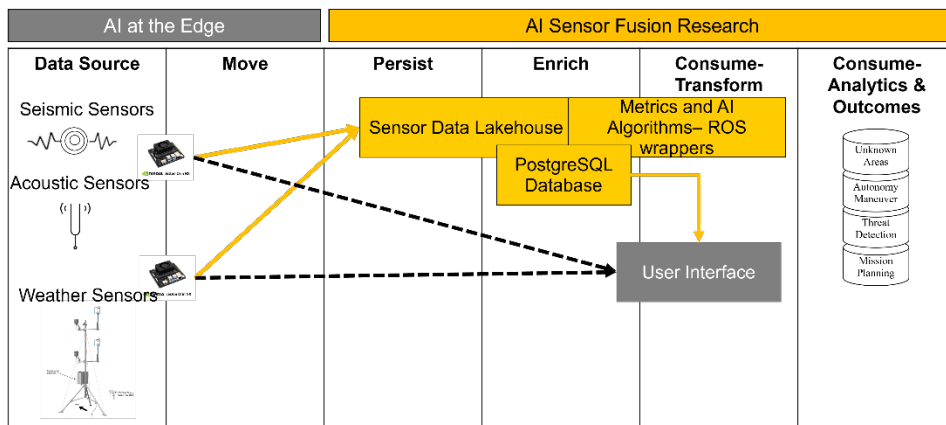 AI at the Edge
AI Sensor Fusion Research
Data Source
Move
Persist
Enrich
Consume-
Transform
Consume-
Analytics &
Outcomes
Seismic Sensors
Acoustic Sensors
Weather Sensors
Sensor Data Lakehouse
Metrics and AI
Algorithms– ROS
wrappers
PostgreSQL
Database
User Interface
Unknown
Areas
Autonomy
Maneuver
Threat
Detection
Mission
Planning